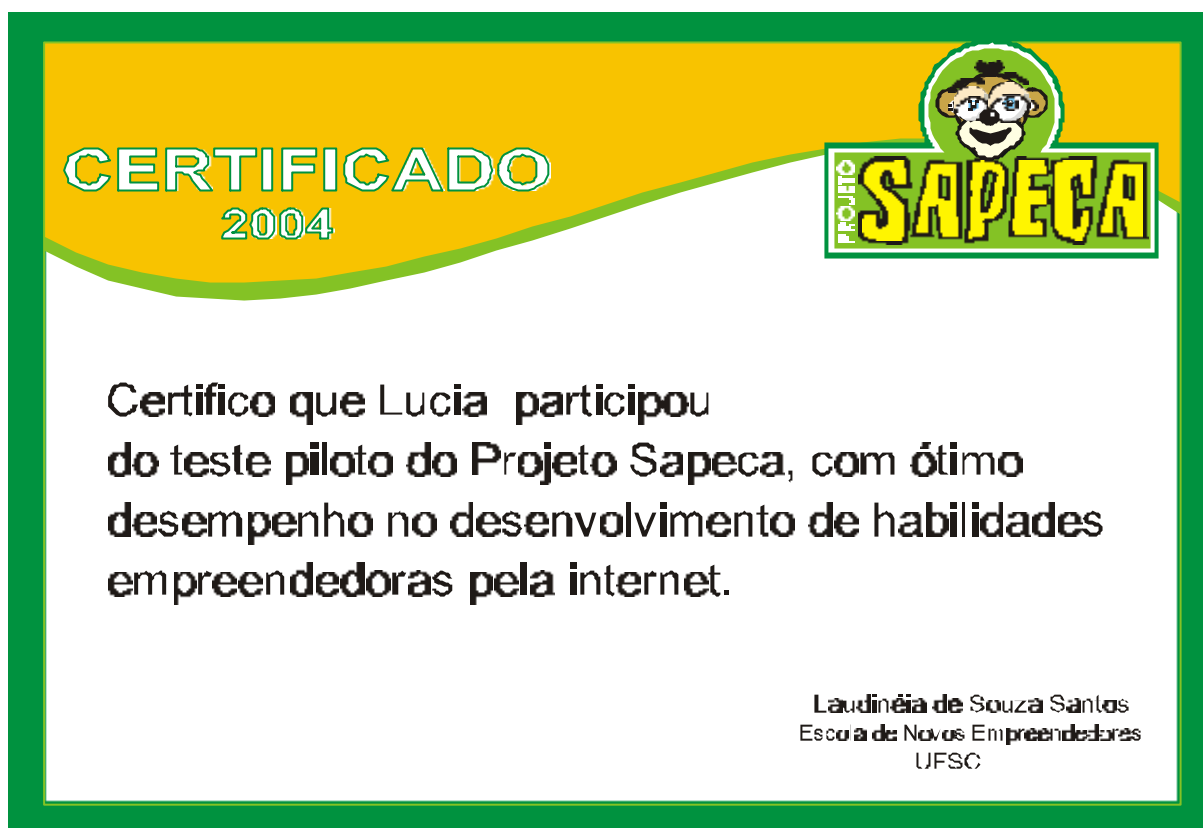 CERTIFICADO
2004
PROJETO
SAPECA
Certifico que Lucia participou
do teste piloto do Projeto Sapeca, com ótimo
desempenho no desenvolvimento de habilidades
empreendedoras pela internet.
Laudinéia de Souza Santos
Escola de Novos Empreendedores
UFSC